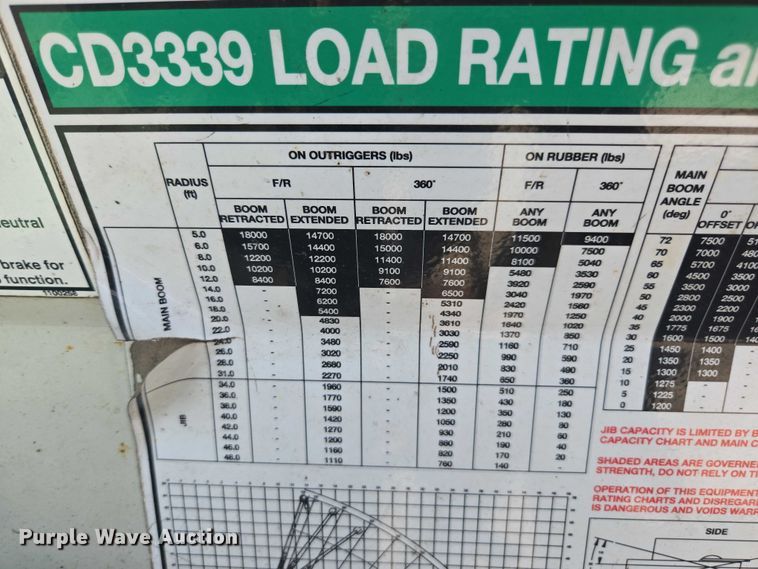 CD3339 LOAD RATING a
ON OUTRIGGERS (lbs) ON RUBBER (lbs)
RADIUS (ft) F/R 360° F/R 360° MAIN BOOM ANGLE (deg)
BOOM RETRACTED BOOM EXTENDED BOOM RETRACTED BOOM EXTENDED ANY BOOM ANY BOOM 0° OFFSET OF
MAIN BOOM
5.0 18000 14700 18000 14700 11500 9400 72 7500 51
6.0 15700 14400 15000 14400 10000 7500 70 7000 480
8.0 12200 12200 11400 11400 8100 5040 65 5700 4100
10.0 10200 10200 9100 9100 5480 3530 60 4500 3500
12.0 8400 8400 7600 7600 3920 2590 55 3500 3000
14.0 - 7200 - 6500 3040 1970 50 2800 2500
16.0 - 6200 - 5310 2420 1560 45 2300 2200
18.0 - 5400 - 4340 1970 1250 40 2000 1900
20.0 - 4830 - 3610 1640 1020 35 1775 1675
22.0 - 4000 - 3030 1370 850 30 1600 1500 140
24.0 - 3480 - 2590 1160 710 25 1450 1400
26.0 - 3020 - 2250 990 590 20 1350 1350
28.0 - 2680 - 2010 830 490 15 1300 1300
31.0 - 2270 - 1740 650 360 10 1275
JIB
34.0 - 1960 - 1500 510 250 5 1225
36.0 - 1770 - 1350 430 180 0 1200
38.0 - 1590 - 1200 350 130
40.0 - 1420 - 1050 280 80
42.0 - 1270 - 930 210 60
44.0 - 1200 - 880 190 40
46.0 - 1160 - 820 170 20
- 1110 - 760 140 -
JIB CAPACITY IS LIMITED BY B
CAPACITY CHART AND MAIN
SHADED AREAS ARE GOVERNE
STRENGTH, DO NOT RELY ON T
OPERATION OF THIS EQUIPMENT
RATING CHARTS AND DISREGAR
IS DANGEROUS AND VOIDS WARR
SIDE
eutral
brake for
function.
1100258
Purple Wave Auction